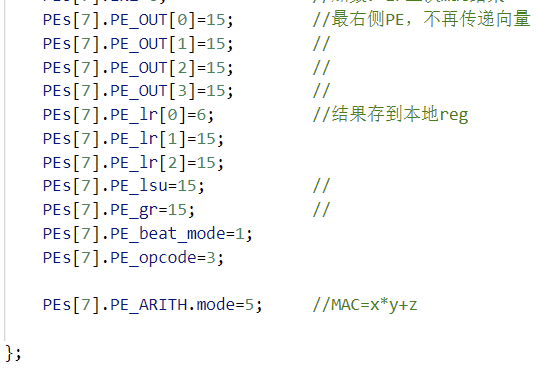 PEs[7].PE_OUT[0]=15; //最右侧PE，不再传递向量
PEs[7].PE_OUT[1]=15; //
PEs[7].PE_OUT[2]=15; //
PEs[7].PE_OUT[3]=15; //
PEs[7].PE_lr[0]=6; //结果存到本地reg
PEs[7].PE_lr[1]=15;
PEs[7].PE_lr[2]=15;
PEs[7].PE_lsu=15; //
PEs[7].PE_gr=15; //
PEs[7].PE_beat_mode=1;
PEs[7].PE_opcode=3;
PEs[7].PE_ARITH.mode=5; //MAC=x*y+z
};